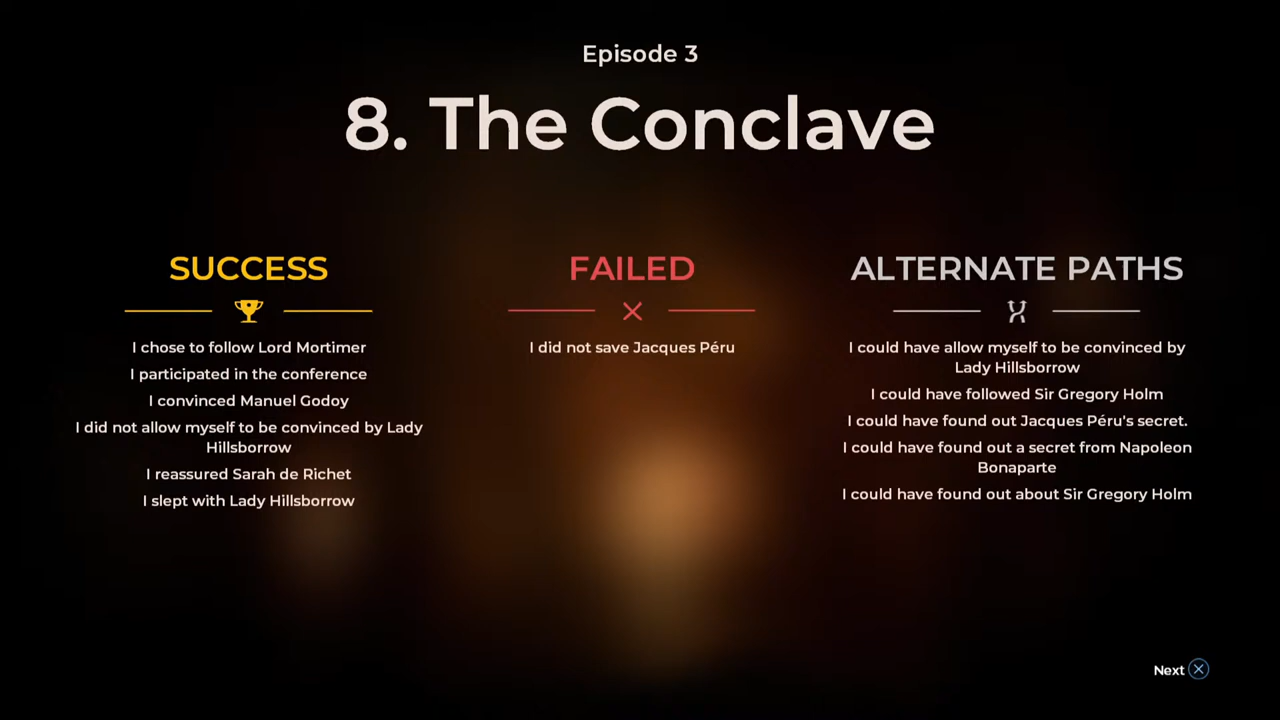 Episode 3
8. The Conclave
SUCCESS
I chose to follow Lord Mortimer
I participated in the conference
I convinced Manuel Godoy
I did not allow myself to be convinced by Lady
Hillsborrow
I reassured Sarah de Richet
I slept with Lady Hillsborrow
FAILED
I did not save Jacques Péru
ALTERNATE PATHS
I could have allow myself to be convinced by
Lady Hillsborrow
I could have followed Sir Gregory Holm
I could have found out Jacques Péru's secret.
I could have found out a secret from Napoleon
Bonaparte
I could have found out about Sir Gregory Holm
Next